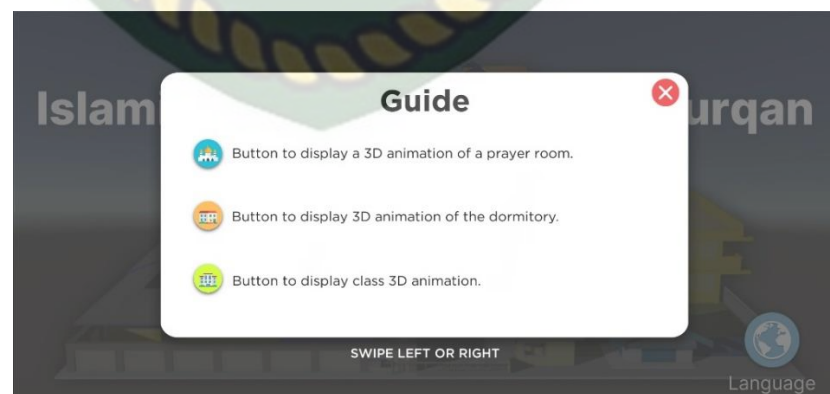 Guide
Islami
urqan
Button to display a 3D animation of a prayer room.
Button to display 3D animation of the dormitory.
Button to display class 3D animation.
SWIPE LEFT OR RIGHT
Language